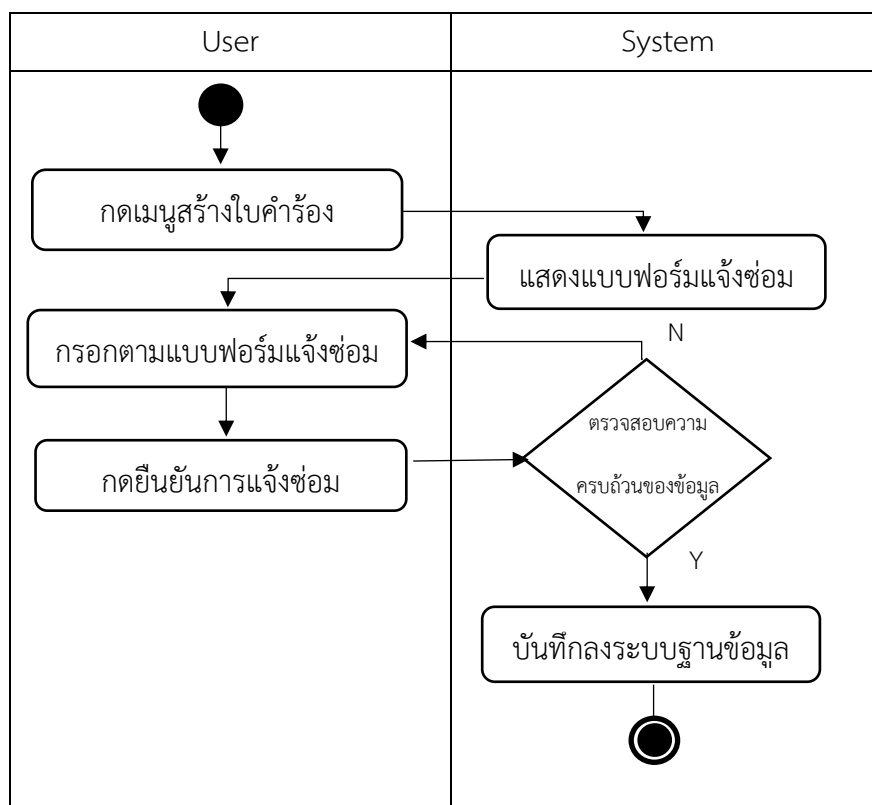 User
System
กดเมนูสร้างใบคำร้อง
แสดงแบบฟอร์มแจ้งซ่อม
N
กรอกตามแบบฟอร์มแจ้งซ่อม
ตรวจสอบความ
ครบถ้วนของข้อมูล
กดยืนยันการแจ้งซ่อม
Y
บันทึกลงระบบฐานข้อมูล